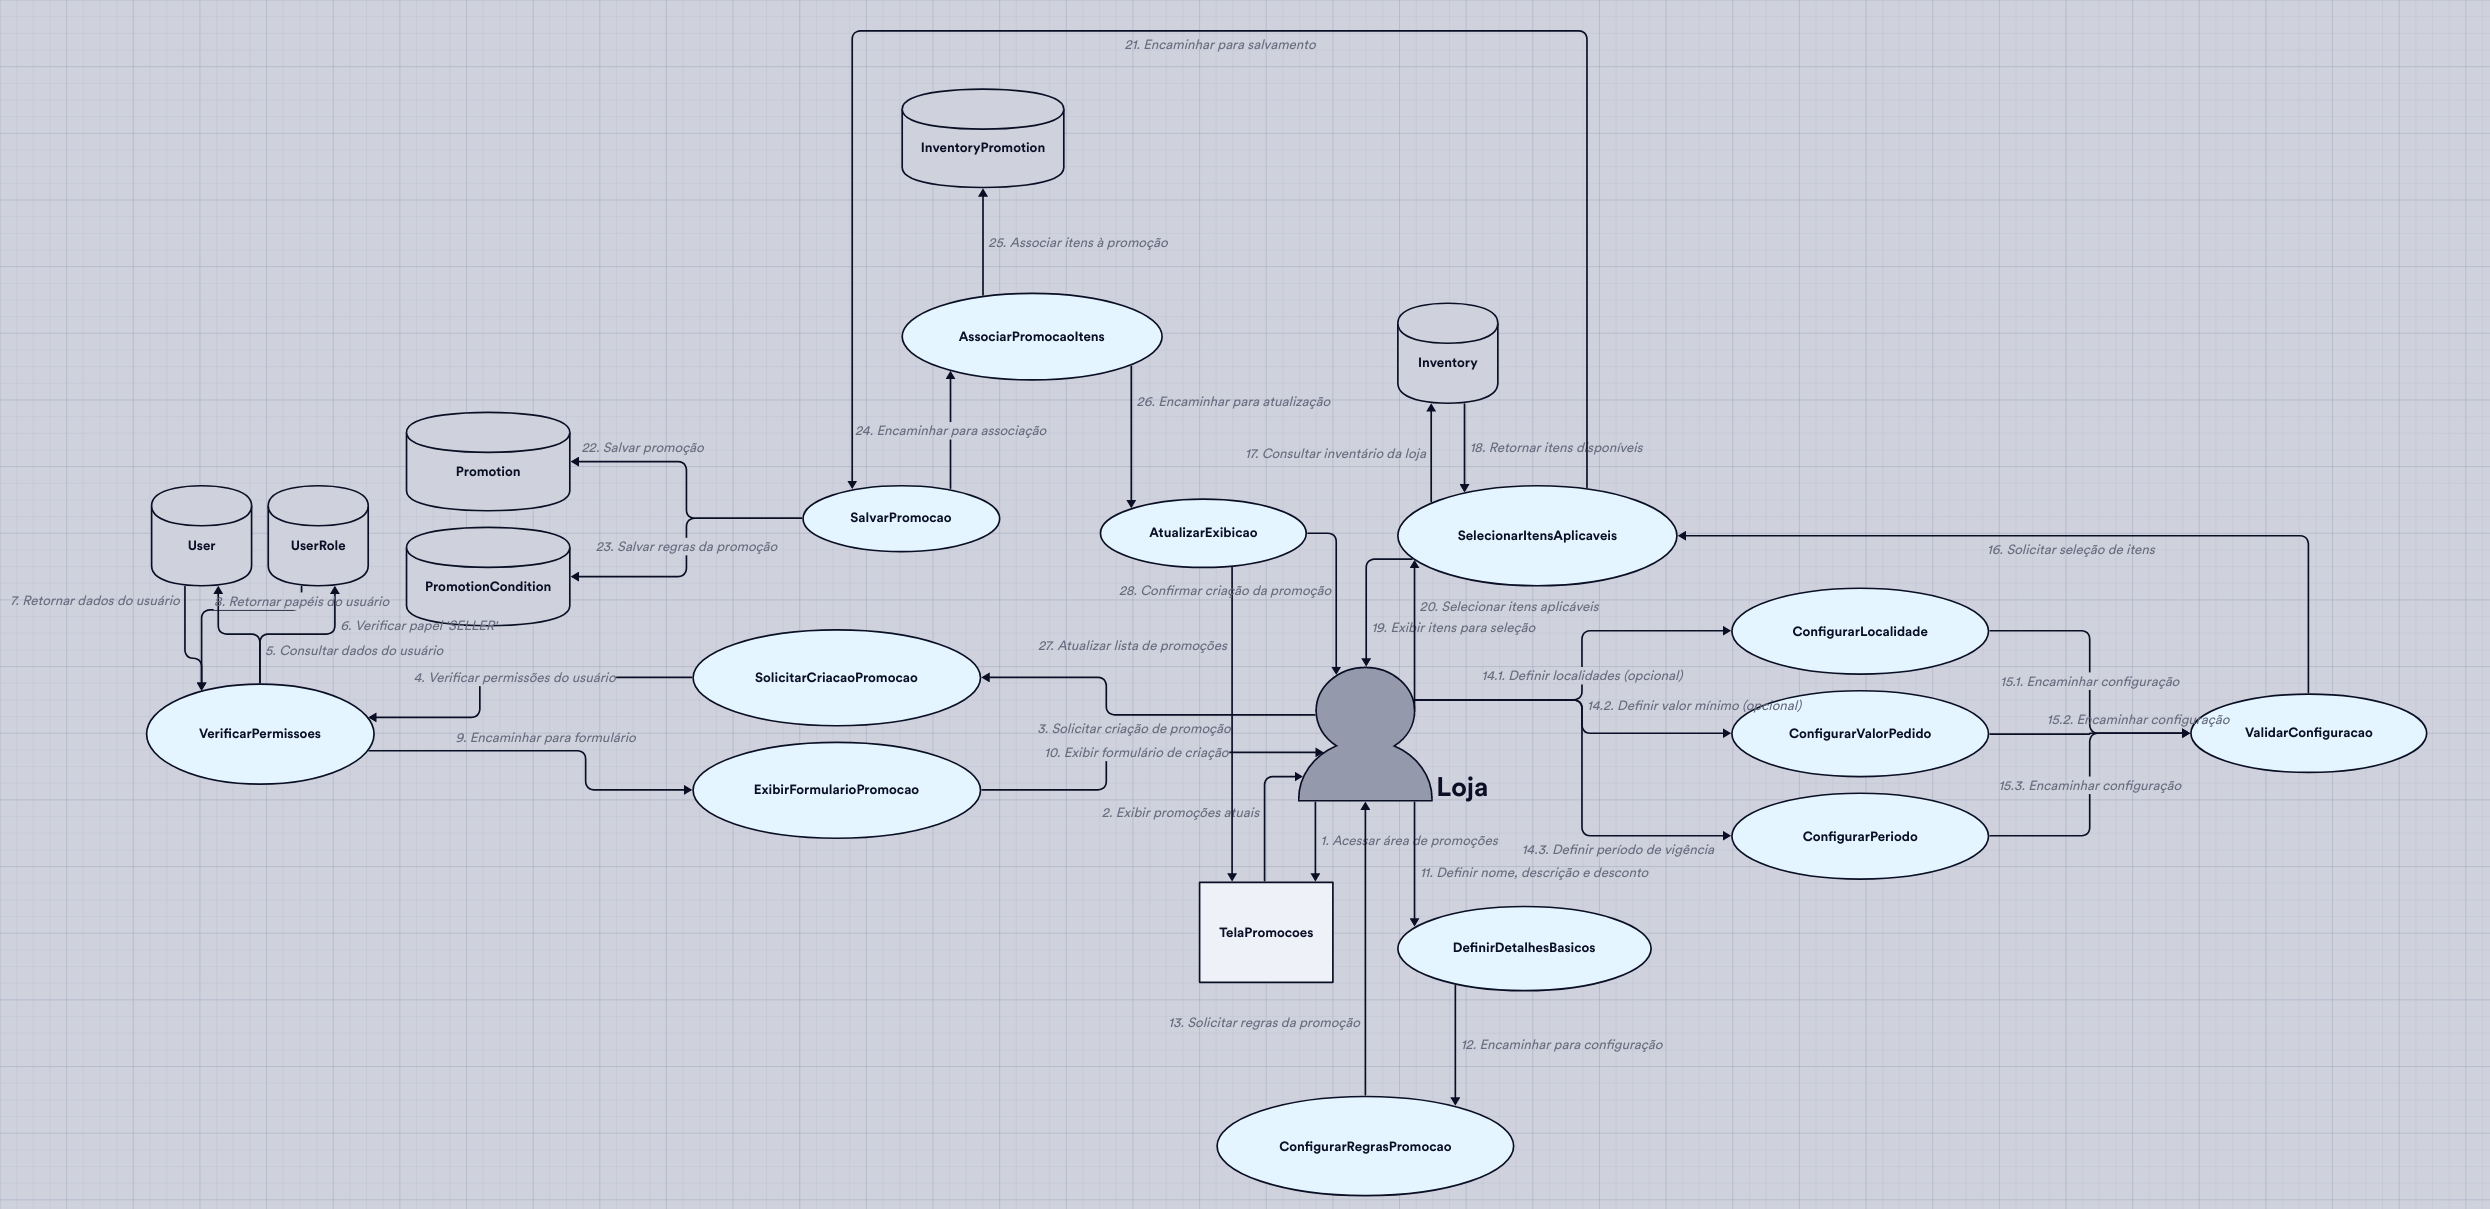 21. Encaminhar para salvamento
InventoryPromotion
25. Associar itens à promoção
AssociarPromocaoItens
Inventory
26. Encaminhar para atualização
24. Encaminhar para associação
22. Salvar promoção
17. Consultar inventário da loja
18. Retornar itens disponíveis
Promotion
SalvarPromocao
AtualizarExibicao
SelecionarItensAplicaveis
User
UserRole
23. Salvar regras da promoção
16. Solicitar seleção de itens
PromotionCondition
28. Confirmar criação da promoção
7. Retornar dados do usuário
8. Retornar papéis do usuário
20. Selecionar itens aplicáveis
6. Verificar papel 'SELLER'
19. Exibir itens para seleção
ConfigurarLocalidade
27. Atualizar lista de promoções
5. Consultar dados do usuário
4. Verificar permissões do usuário
SolicitarCriacaoPromocao
14.1. Definir localidades (opcional)
15.1. Encaminhar configuração
14.2. Definir valor mínimo (opcional)
15.2. Encaminhar configuração
3. Solicitar criação de promoção
VerificarPermissoes
9. Encaminhar para formulário
ConfigurarValorPedido
ValidarConfiguracao
10. Exibir formulário de criação
ExibirFormularioPromocao
Loja
15.3. Encaminhar configuração
2. Exibir promoções atuais
1. Acessar área de promoções
ConfigurarPeriodo
14.3. Definir período de vigência
11. Definir nome, descrição e desconto
TelaPromocoes
DefinirDetalhesBasicos
13. Solicitar regras da promoção
12. Encaminhar para configuração
ConfigurarRegrasPromocao